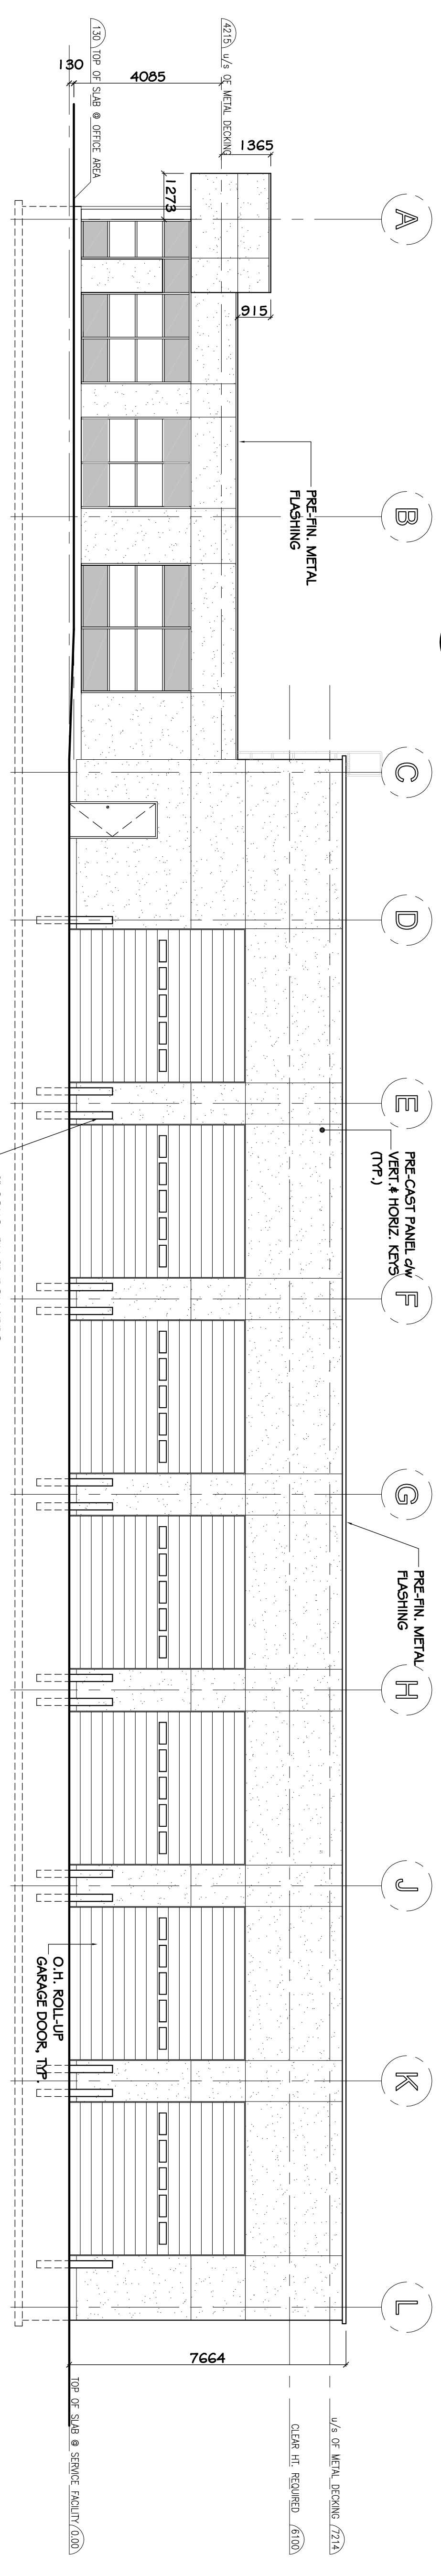 130
TOP OF SLAB @ OFFICE AREA
130
4215
u/s OF METAL DECKING
4085
1365
1273
915
A
B
C
D
E
F
G
H
J
K
L
PRE-FIN. METAL
FLASHING
PRE-CAST PANEL c/w
VERT.& HORIZ. KEYS
(TYP.)
PRE-FIN. METAL
FLASHING
O.H. ROLL-UP
GARAGE DOOR, TYP.
7664
u/s OF METAL DECKING
7214
CLEAR HT. REQUIRED
6100
TOP OF SLAB @ SERVICE FACILITY
0.00